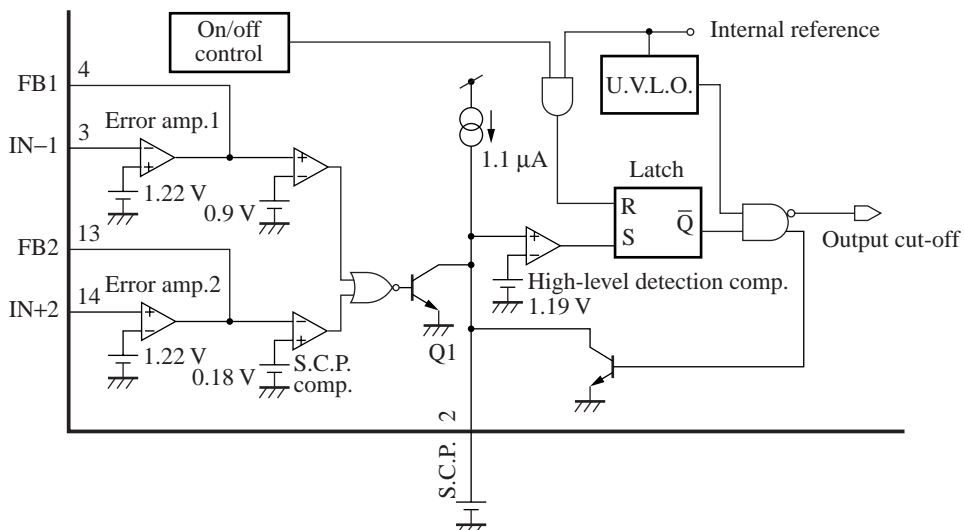 On/off
control
Internal reference
FB1
4
U.V.L.O.
Error amp.1
IN−1
3
1.1 μA
Latch
1.22 V
0.9 V
R
Q̅
S
FB2
13
Output cut-off
Error amp.2
IN+2
14
High-level detection comp.
1.19 V
Q1
1.22 V
0.18 V
S.C.P.
comp.
2
S.C.P.